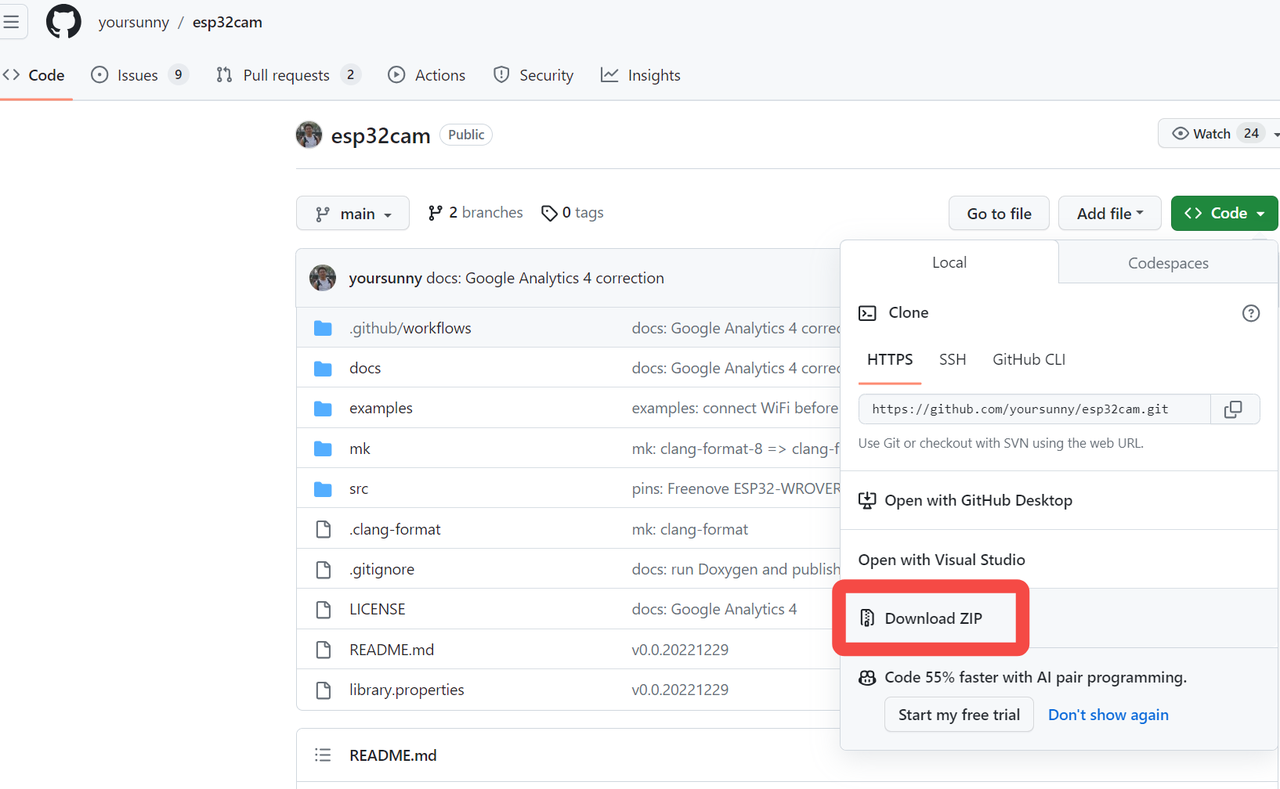 yoursunny / esp32cam
Code Issues 9 Pull requests 2 Actions Security Insights
esp32cam Public
Watch 24
main 2 branches 0 tags Go to file Add file Code
Local Codespaces
yoursunny docs: Google Analytics 4 correction
Clone
.github/workflows docs: Google Analytics 4 correc
HTTPS SSH GitHub CLI
docs docs: Google Analytics 4 correc
examples examples: connect WiFi before
https://github.com/yoursunny/esp32cam.git
Use Git or checkout with SVN using the web URL.
mk mk: clang-format-8 => clang-f
src pins: Freenove ESP32-WROVER
Open with GitHub Desktop
.clang-format mk: clang-format
Open with Visual Studio
.gitignore docs: run Doxygen and publish
LICENSE docs: Google Analytics 4
Download ZIP
README.md v0.0.20221229
Code 55% faster with AI pair programming.
library.properties v0.0.20221229
Start my free trial Don't show again
README.md